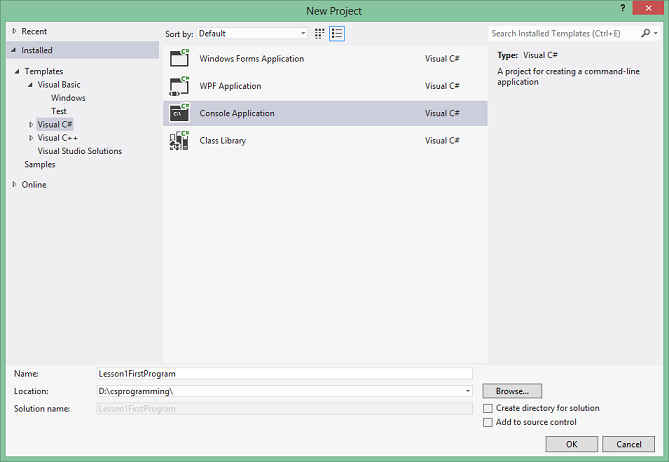 New Project
?
Recent
Installed
Sort by: Default
Search Installed Templates (Ctrl+E)
Templates
Visual Basic
Windows
Test
Visual C#
Visual C++
Visual Studio Solutions
Samples
Online
C#
Windows Forms Application Visual C#
C#
WPF Application Visual C#
C#
C:\
Console Application Visual C#
C#
Class Library Visual C#
Type: Visual C#
A project for creating a command-line
application
Name: Lesson1FirstProgram
Location: D:\csprogramming\ Browse...
Solution name: Lesson1FirstProgram
Create directory for solution
Add to source control
OK Cancel